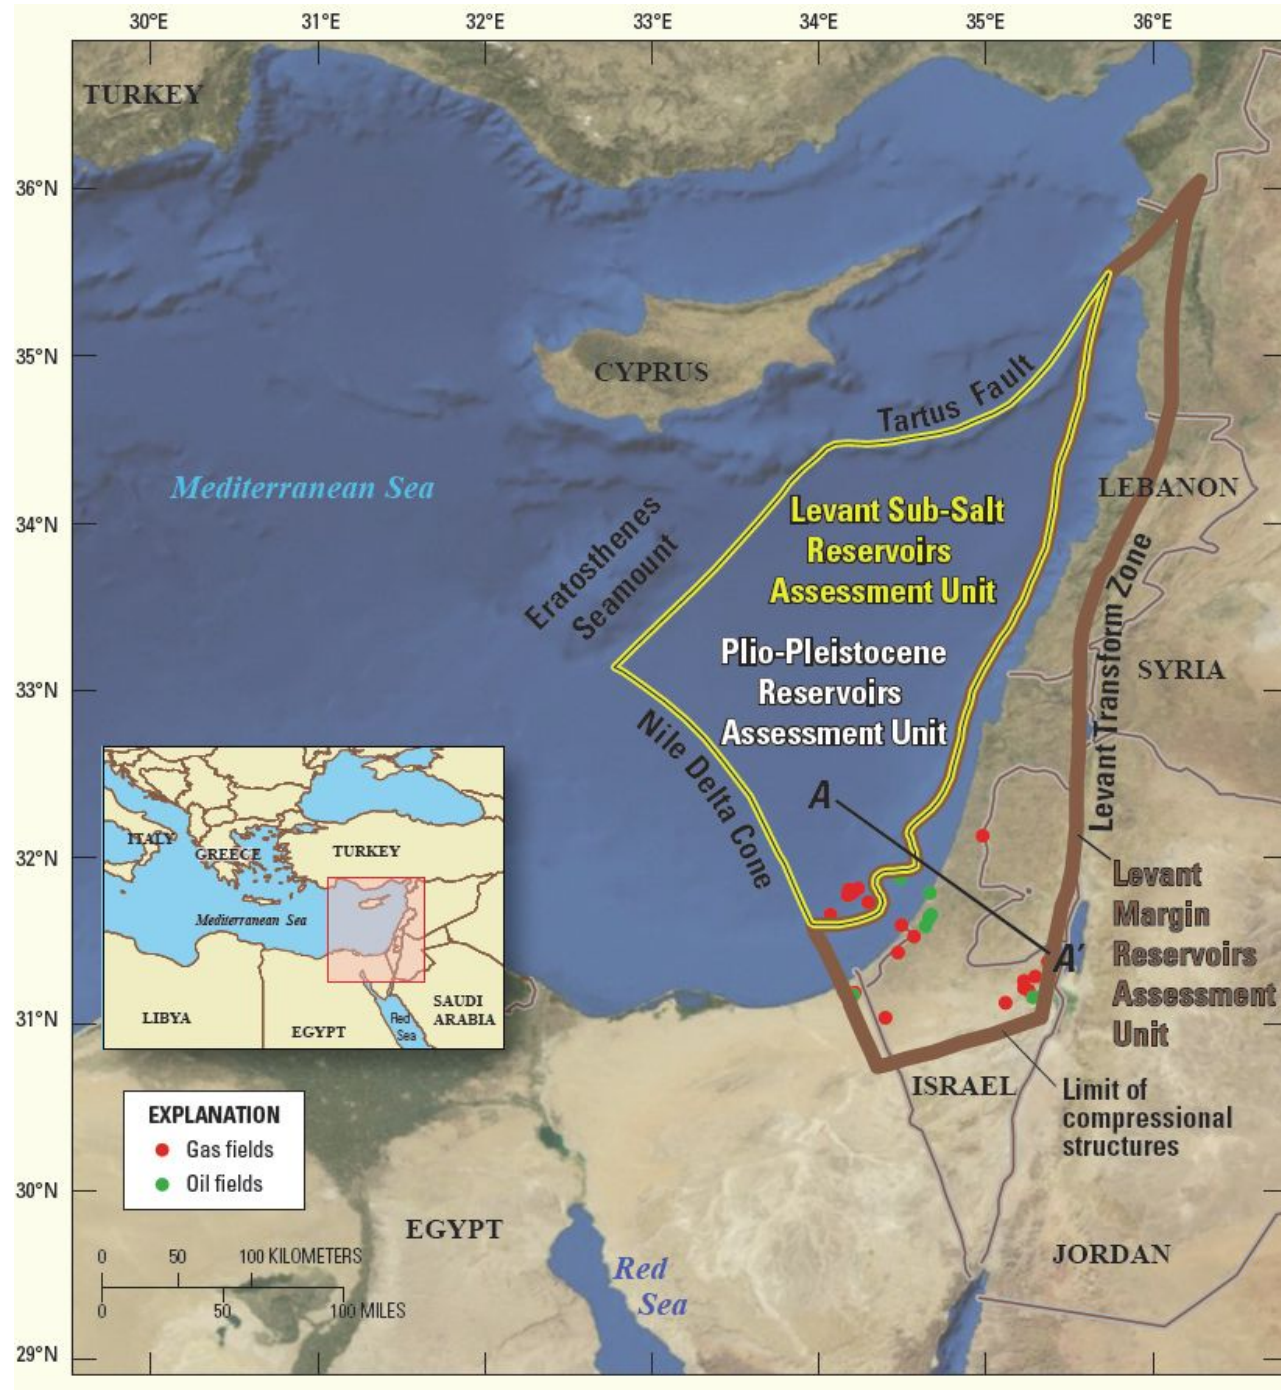 30°E
31°E
32°E
33°E
34°E
35°E
36°E
TURKEY
36°N
35°N
CYPRUS
Tartus Fault
Mediterranean Sea
34°N
Eratosthenes
Seamount
Levant Sub-Salt
Reservoirs
Assessment Unit
LEBANON
Plio-Pleistocene
Reservoirs
Assessment Unit
Levant Transform Zone
SYRIA
33°N
Nile Delta Cone
A
32°N
ITALY
GREECE
TURKEY
Mediterranean Sea
LIBYA
EGYPT
Red
Sea
SAUDI
ARABIA
A'
Levant
Margin
Reservoirs
Assessment
Unit
31°N
ISRAEL
Limit of
compressional
structures
EXPLANATION
Gas fields
Oil fields
30°N
EGYPT
Red
Sea
JORDAN
0
50
100 KILOMETERS
0
50
100 MILES
29°N